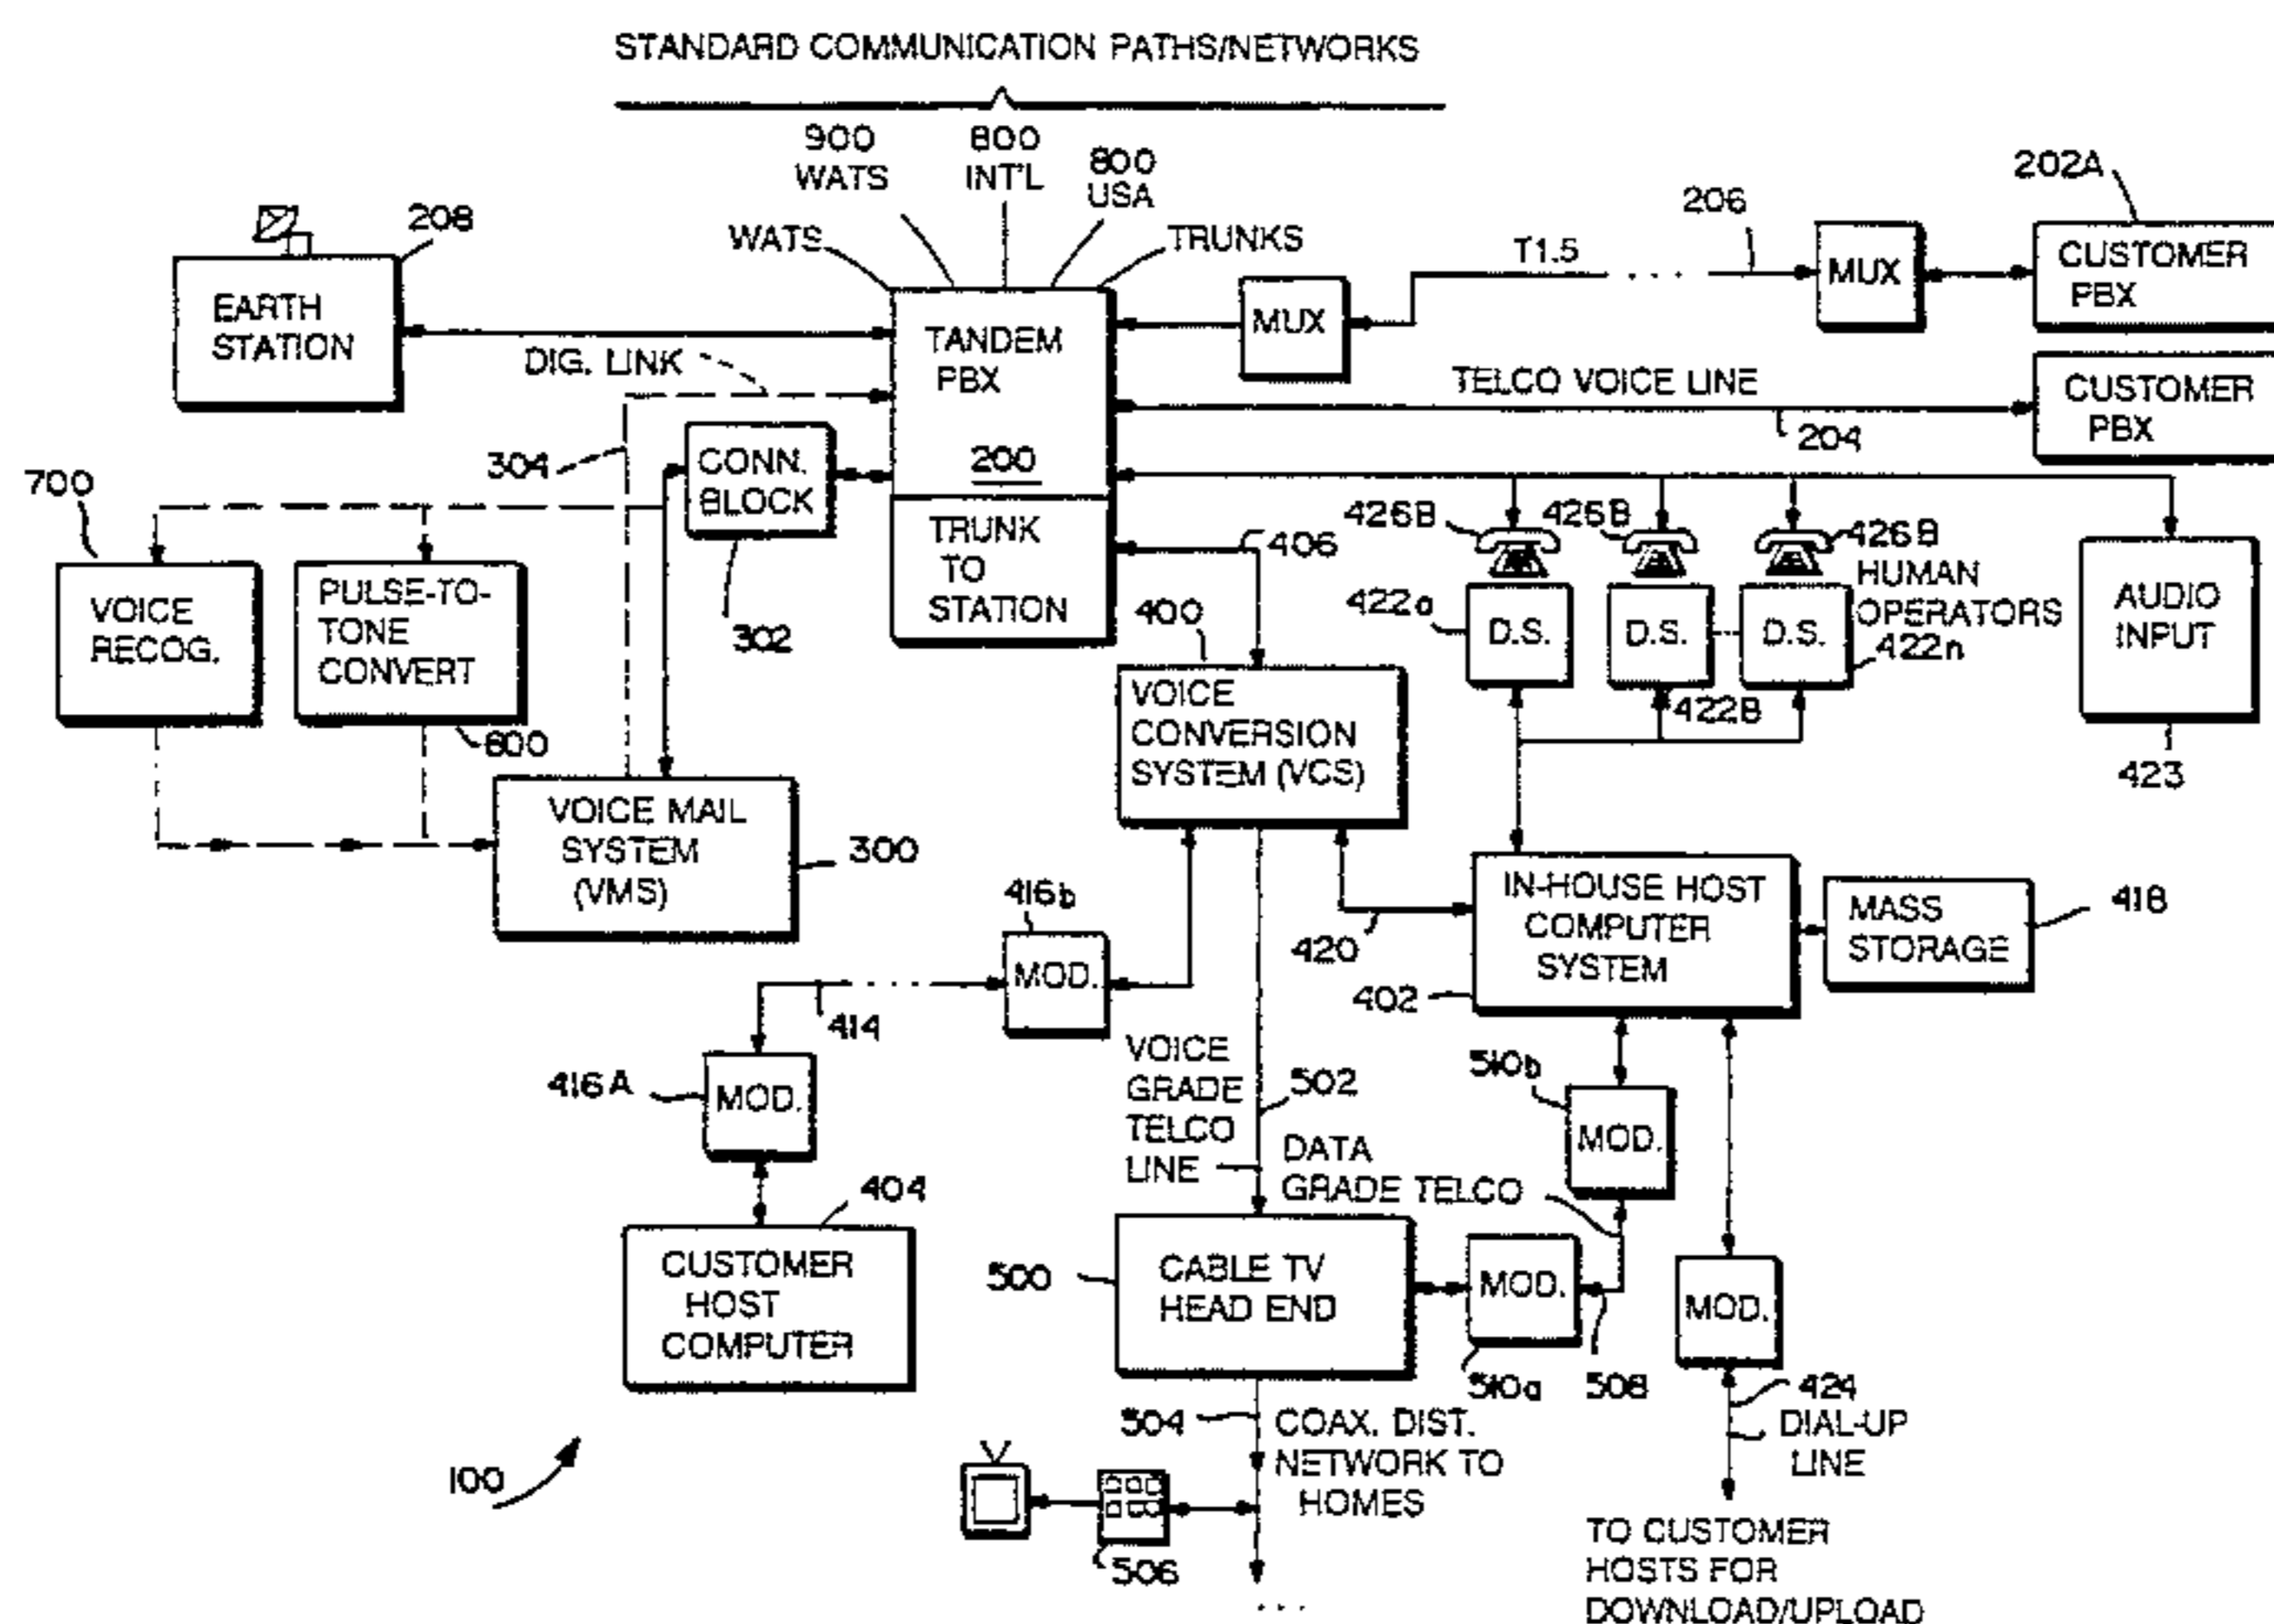 STANDARD COMMUNICATION PATHS/NETWORKS
900
WATS
800
INT'L
800
USA
WATS
TRUNKS
208
EARTH
STATION
DIG. LINK
304
TANDEM
PBX
200
TRUNK
TO
STATION
CONN.
BLOCK
302
MUX
T1.5
206
MUX
202A
CUSTOMER
PBX
TELCO VOICE LINE
204
CUSTOMER
PBX
700
VOICE
RECOG.
PULSE-TO-
TONE
CONVERT
600
VOICE MAIL
SYSTEM
(VMS)
300
406
400
VOICE
CONVERSION
SYSTEM (VCS)
426B
426B
426B
HUMAN
OPERATORS
422a
D.S.
D.S.
D.S.
422B
422n
AUDIO
INPUT
423
416b
MOD.
414
416A
MOD.
404
CUSTOMER
HOST
COMPUTER
420
IN-HOUSE HOST
COMPUTER
SYSTEM
402
MASS
STORAGE
418
VOICE
GRADE
TELCO
LINE
502
DATA
GRADE TELCO
510b
MOD.
500
CABLE TV
HEAD END
MOD.
510a
508
MOD.
424
DIAL-UP
LINE
504
COAX. DIST.
NETWORK TO
HOMES
506
100
TO CUSTOMER
HOSTS FOR
DOWNLOAD/UPLOAD